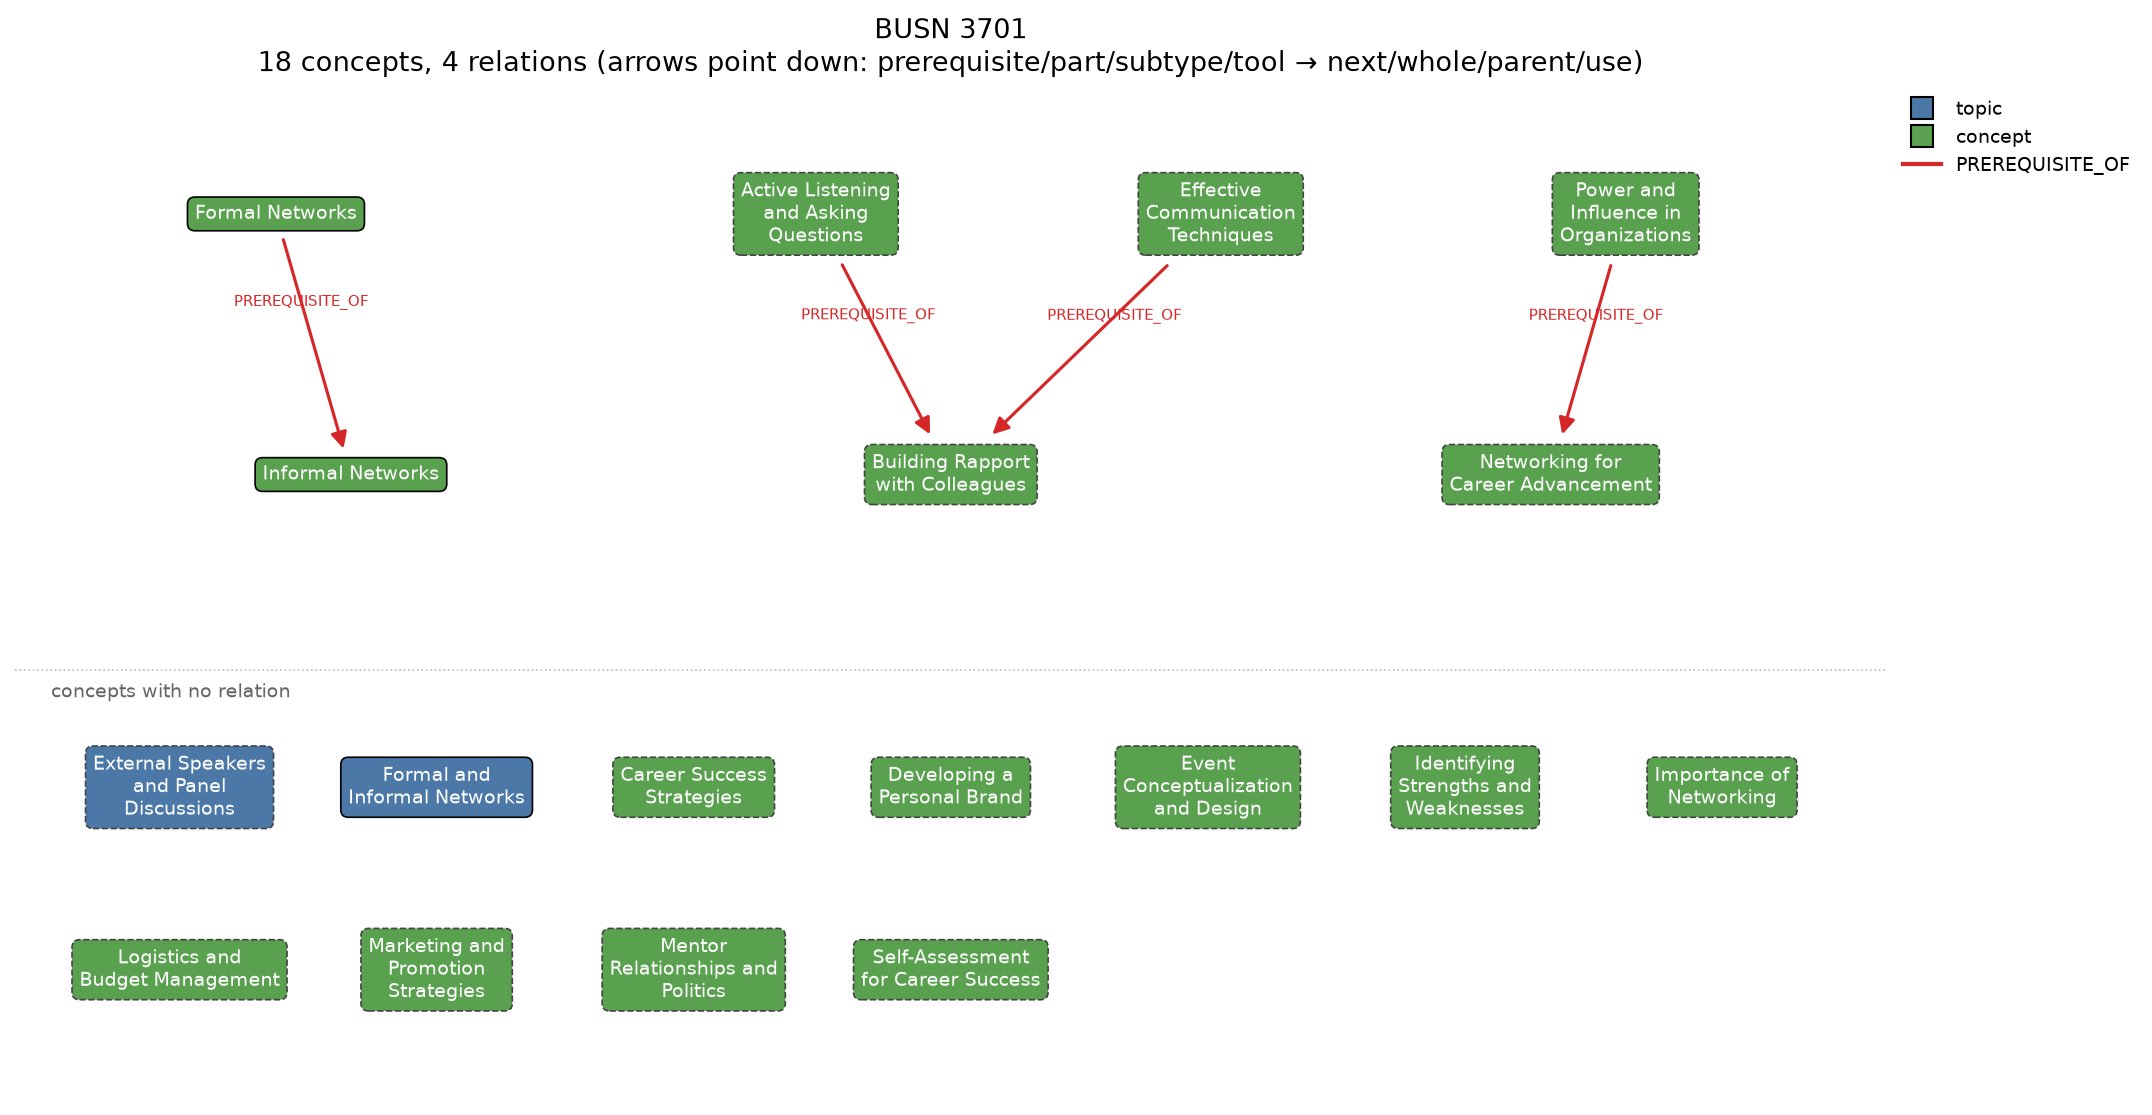 BUSN 3701
18 concepts, 4 relations (arrows point down: prerequisite/part/subtype/tool → next/whole/parent/use)
topic
concept
PREREQUISITE_OF
Formal Networks
Active Listening
and Asking
Questions
Effective
Communication
Techniques
Power and
Influence in
Organizations
PREREQUISITE_OF
PREREQUISITE_OF
PREREQUISITE_OF
PREREQUISITE_OF
Informal Networks
Building Rapport
with Colleagues
Networking for
Career Advancement
concepts with no relation
External Speakers
and Panel
Discussions
Formal and
Informal Networks
Career Success
Strategies
Developing a
Personal Brand
Event
Conceptualization
and Design
Identifying
Strengths and
Weaknesses
Importance of
Networking
Logistics and
Budget Management
Marketing and
Promotion
Strategies
Mentor
Relationships and
Politics
Self-Assessment
for Career Success